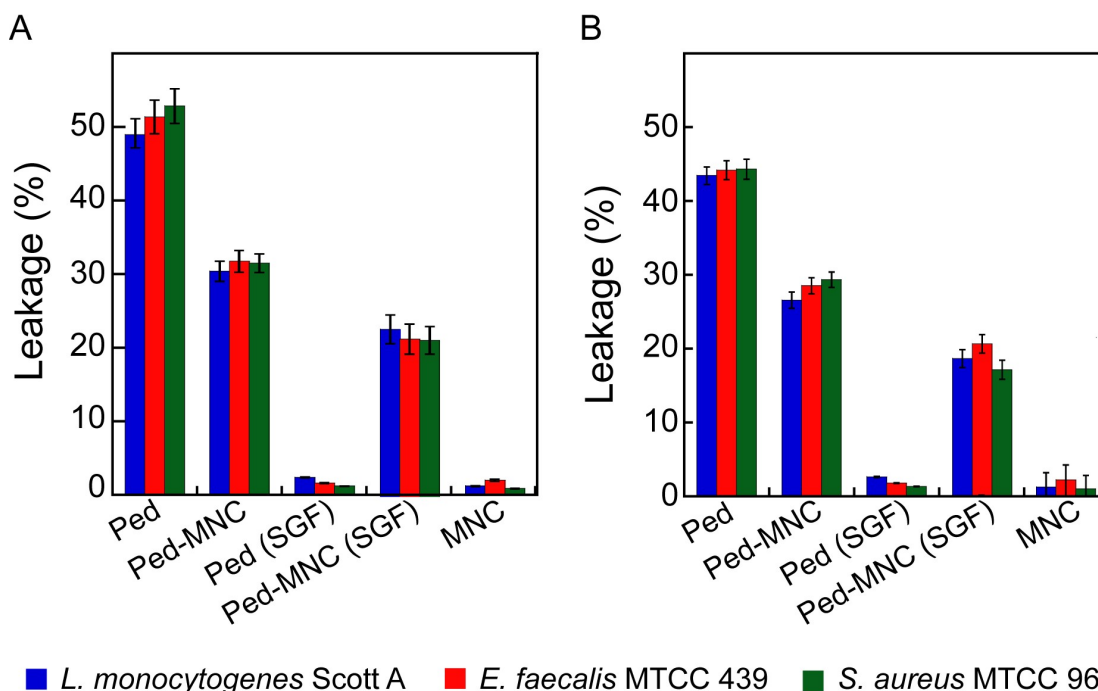 A
B
Leakage (%)
50
40
30
20
10
0
Ped
Ped-MNC
Ped (SGF)
Ped-MNC (SGF)
MNC
Leakage (%)
50
40
30
20
10
0
Ped
Ped-MNC
Ped (SGF)
Ped-MNC (SGF)
MNC
L. monocytogenes Scott A E. faecalis MTCC 439 S. aureus MTCC 96